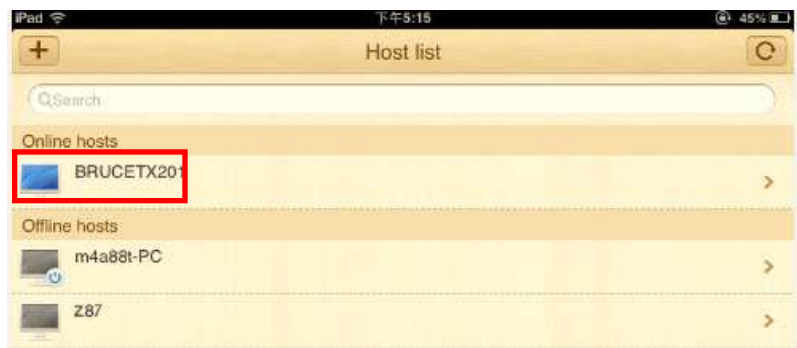 iPad 下午5:15 45%
Host list
Search
Online hosts
BRUCETX201
Offline hosts
m4a88t-PC
Z87